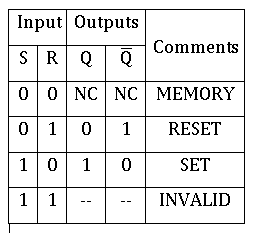 Input Outputs Comments
S R Q Q̅
0 0 NC NC MEMORY
0 1 0 1 RESET
1 0 1 0 SET
1 1 -- -- INVALID